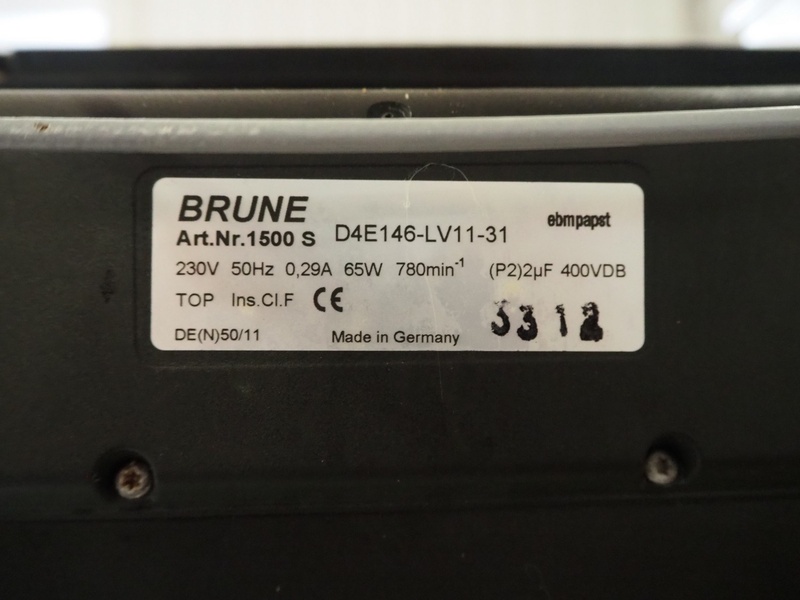 BRUNE
ebmpapst
Art.Nr.1500 S D4E146-LV11-31
230V 50Hz 0,29A 65W 780min⁻¹ (P2)2µF 400VDB
TOP Ins.Cl.F CE
3312
DE(N)50/11 Made in Germany